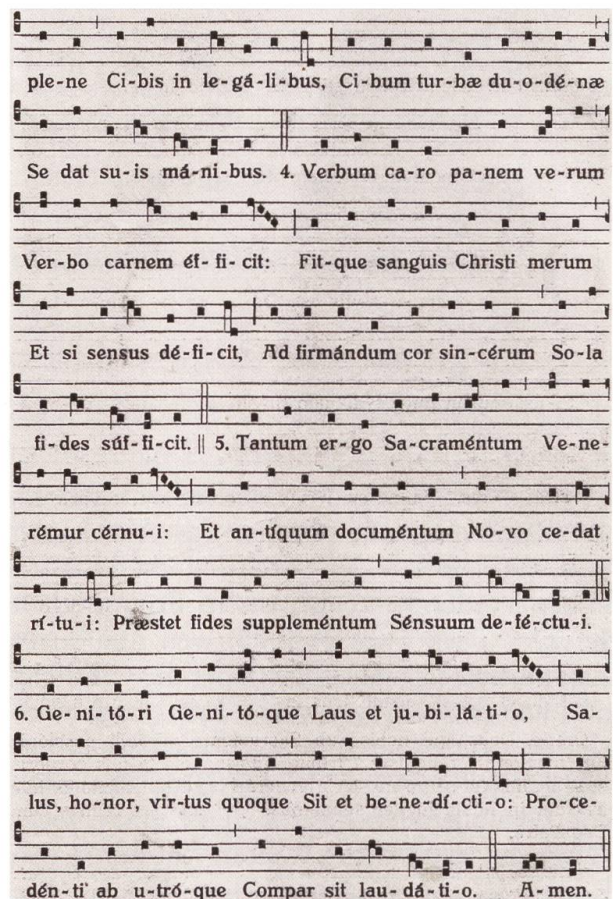 ple-ne Ci-bis in le-gá-li-bus, Ci-bum tur-bæ du-o-dé-næ
Se dat su-is má-ni-bus. 4. Verbum ca-ro pa-nem ve-rum
Ver-bo carnem éf-fi-cit: Fit-que sanguis Christi merum
Et si sensus dé-fi-cit, Ad firmándum cor sin-cérum So-la
fi-des súf-fi-cit. || 5. Tantum er-go Sa-craméntum Ve-ne-
rémur cérnu-i: Et an-tíquum documéntum No-vo ce-dat
rí-tu-i: Præstet fides suppleméntum Sénsuum de-fé-ctu-i.
6. Ge-ni-tó-ri Ge-ni-tó-que Laus et ju-bi-lá-ti-o, Sa-
lus, ho-nor, vir-tus quoque Sit et be-ne-dí-cti-o: Pro-ce-
dén-ti ab u-tró-que Compar sit lau-dá-ti-o. A-men.